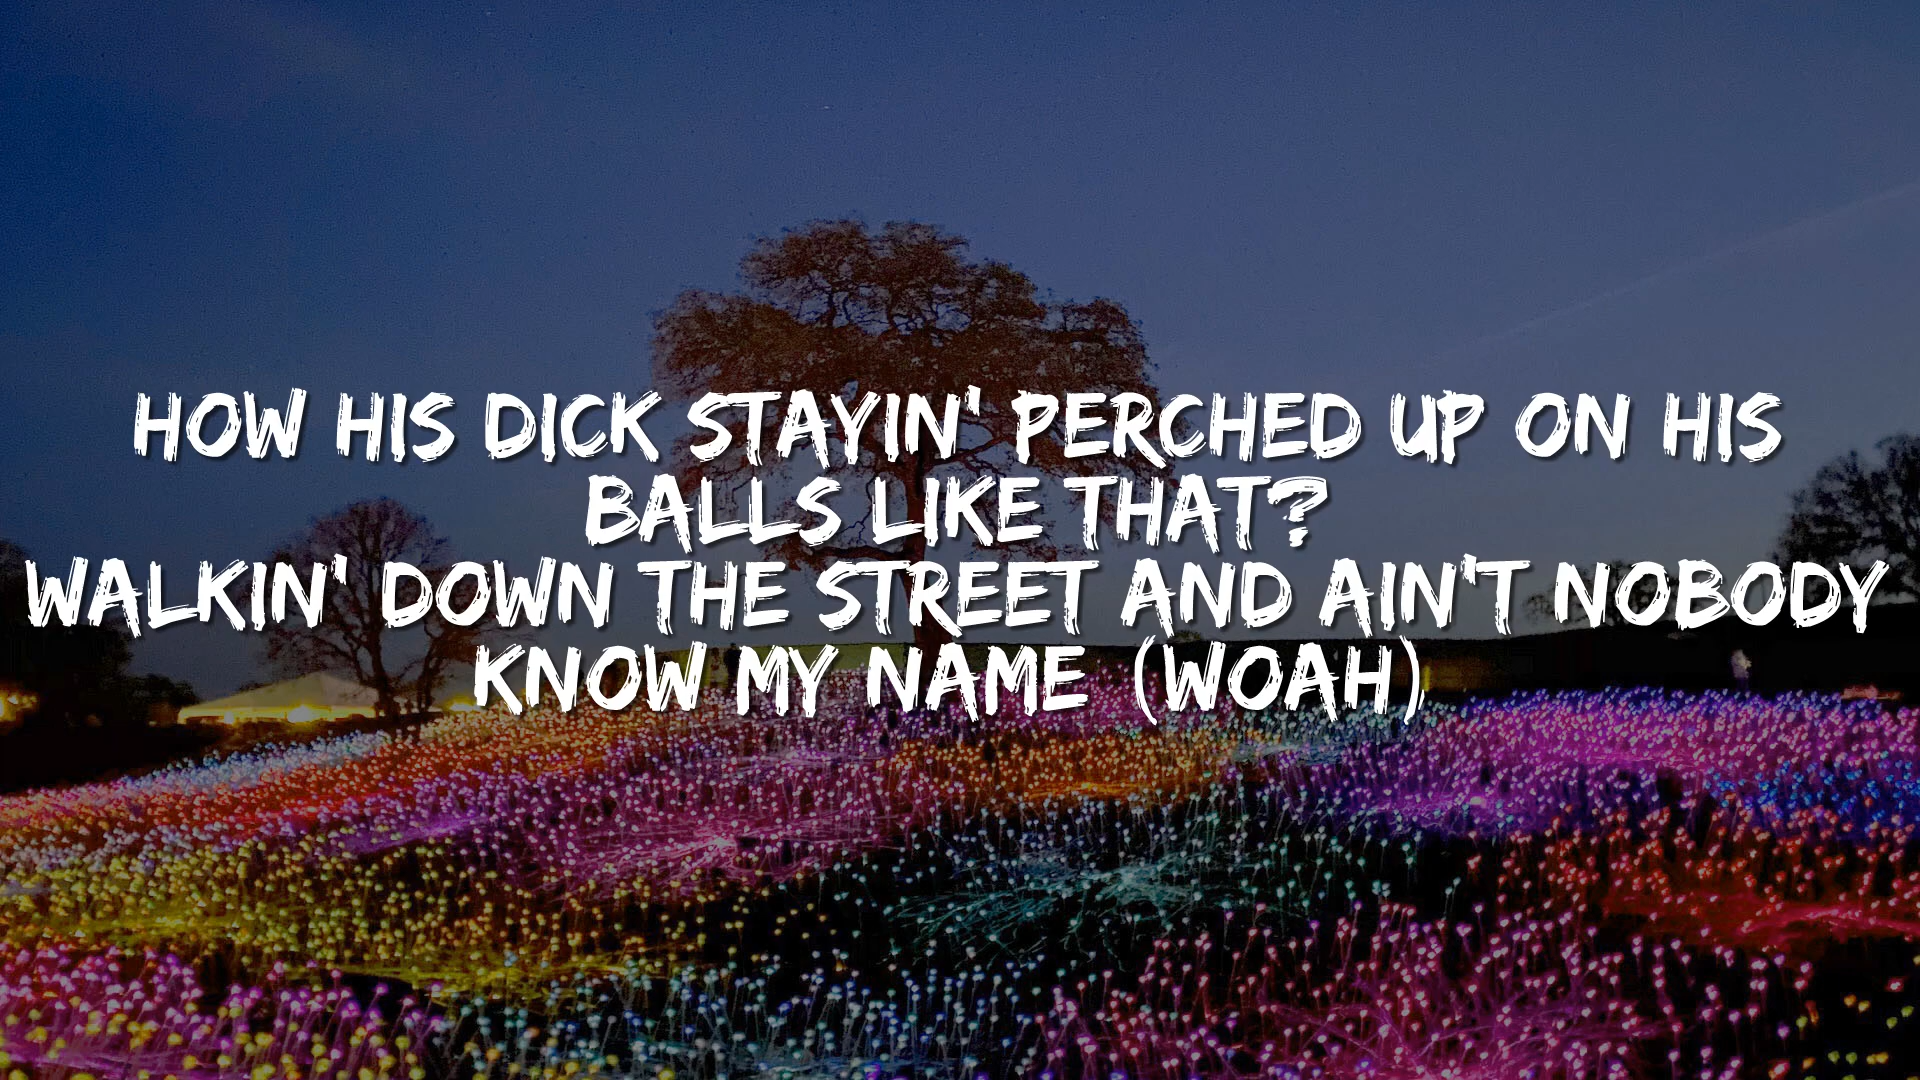 HOW HIS DICK STAYIN' PERCHED UP ON HIS
BALLS LIKE THAT?
WALKIN' DOWN THE STREET AND AIN'T NOBODY
KNOW MY NAME (WOAH)